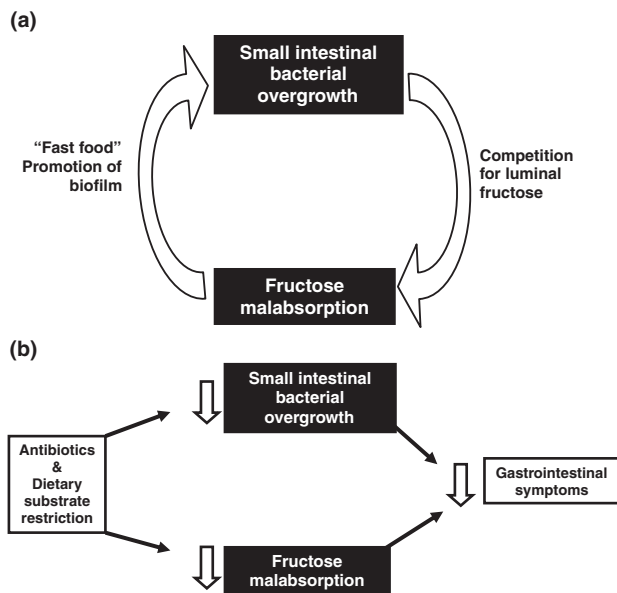 (a)
Small intestinal
bacterial
overgrowth
“Fast food”
Promotion of
biofilm
Competition
for luminal
fructose
Fructose
malabsorption
(b)
Small intestinal
bacterial
overgrowth
Antibiotics
&
Dietary
substrate
restriction
Gastrointestinal
symptoms
Fructose
malabsorption